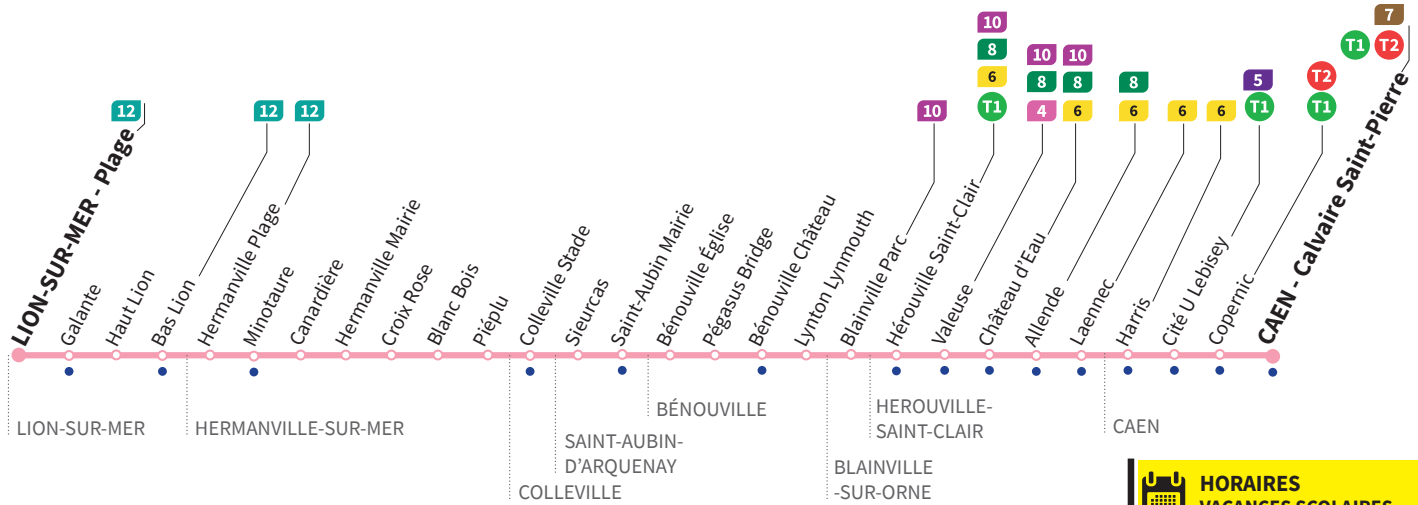 7
T1 T2
10
8
6
T1
10
8
4
10
8
6
8
6
6
6
5
T1
T2
T1
12
12
12
10
LION-SUR-MER - Plage
Galante
Haut Lion
Bas Lion
Hermanville Plage
Minotaure
Canardière
Hermanville Mairie
Croix Rose
Blanc Bois
Piéplu
Colleville Stade
Sieurcas
Saint-Aubin Mairie
Bénouville Église
Pégasus Bridge
Bénouville Château
Lynton Lynmouth
Blainville Parc
Hérouville Saint-Clair
Valeuse
Château d'Eau
Allende
Laennec
Harris
Cité U Lebisey
Copernic
CAEN - Calvaire Saint-Pierre
LION-SUR-MER
HERMANVILLE-SUR-MER
COLLEVILLE
SAINT-AUBIN-
D'ARQUENAY
BÉNOUVILLE
BLAINVILLE
-SUR-ORNE
HEROUVILLE-
SAINT-CLAIR
CAEN
HORAIRES
VACANCES SCOLAIRES